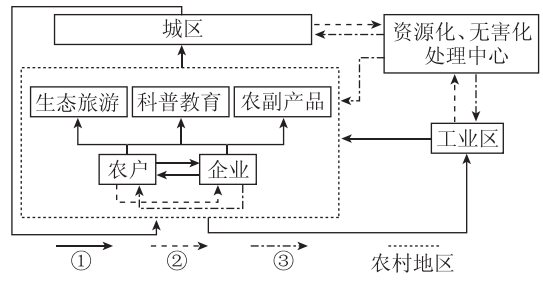 城区
资源化、无害化
处理中心
生态旅游
科普教育
农副产品
工业区
农户
企业
①
②
③
农村地区